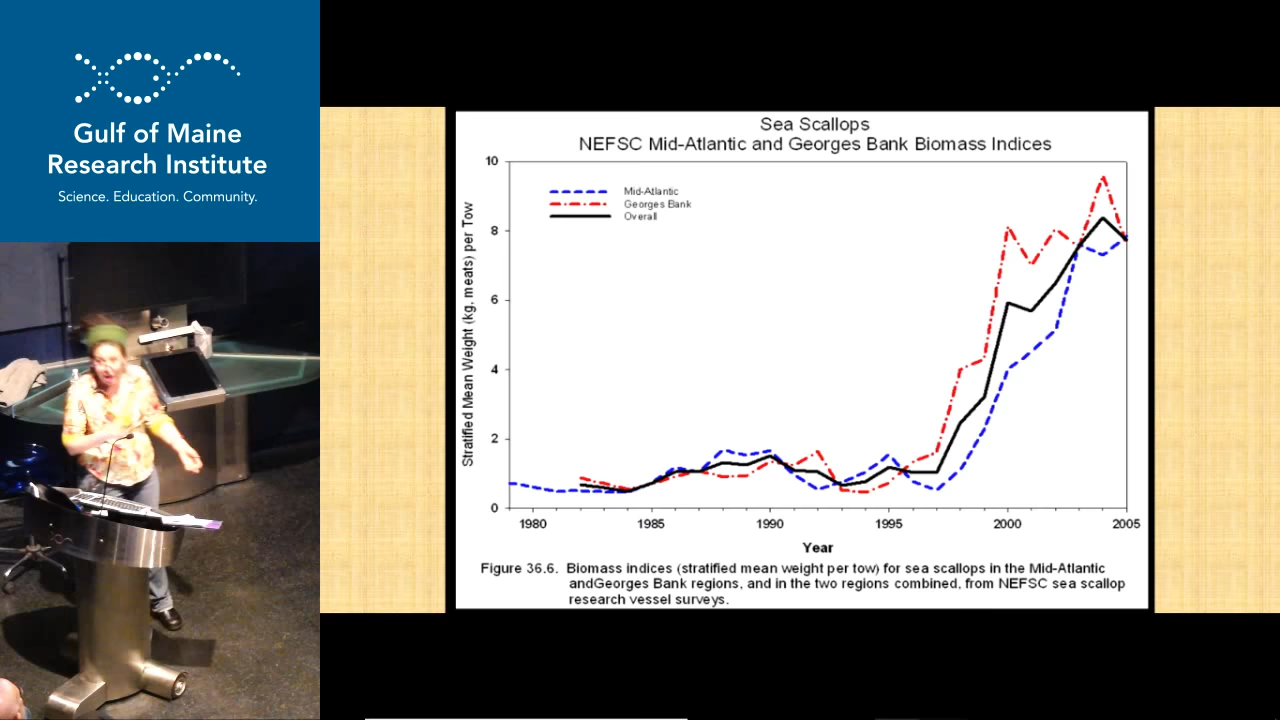 Gulf of Maine
Research Institute
Science. Education. Community.
Sea Scallops
NEFSC Mid-Atlantic and Georges Bank Biomass Indices
Stratified Mean Weight (kg. meats) per Tow
10
8
6
4
2
0
Mid-Atlantic
Georges Bank
Overall
1980
1985
1990
1995
2000
2005
Year
Figure 36.6. Biomass indices (stratified mean weight per tow) for sea scallops in the Mid-Atlantic
andGeorges Bank regions, and in the two regions combined, from NEFSC sea scallop
research vessel surveys.